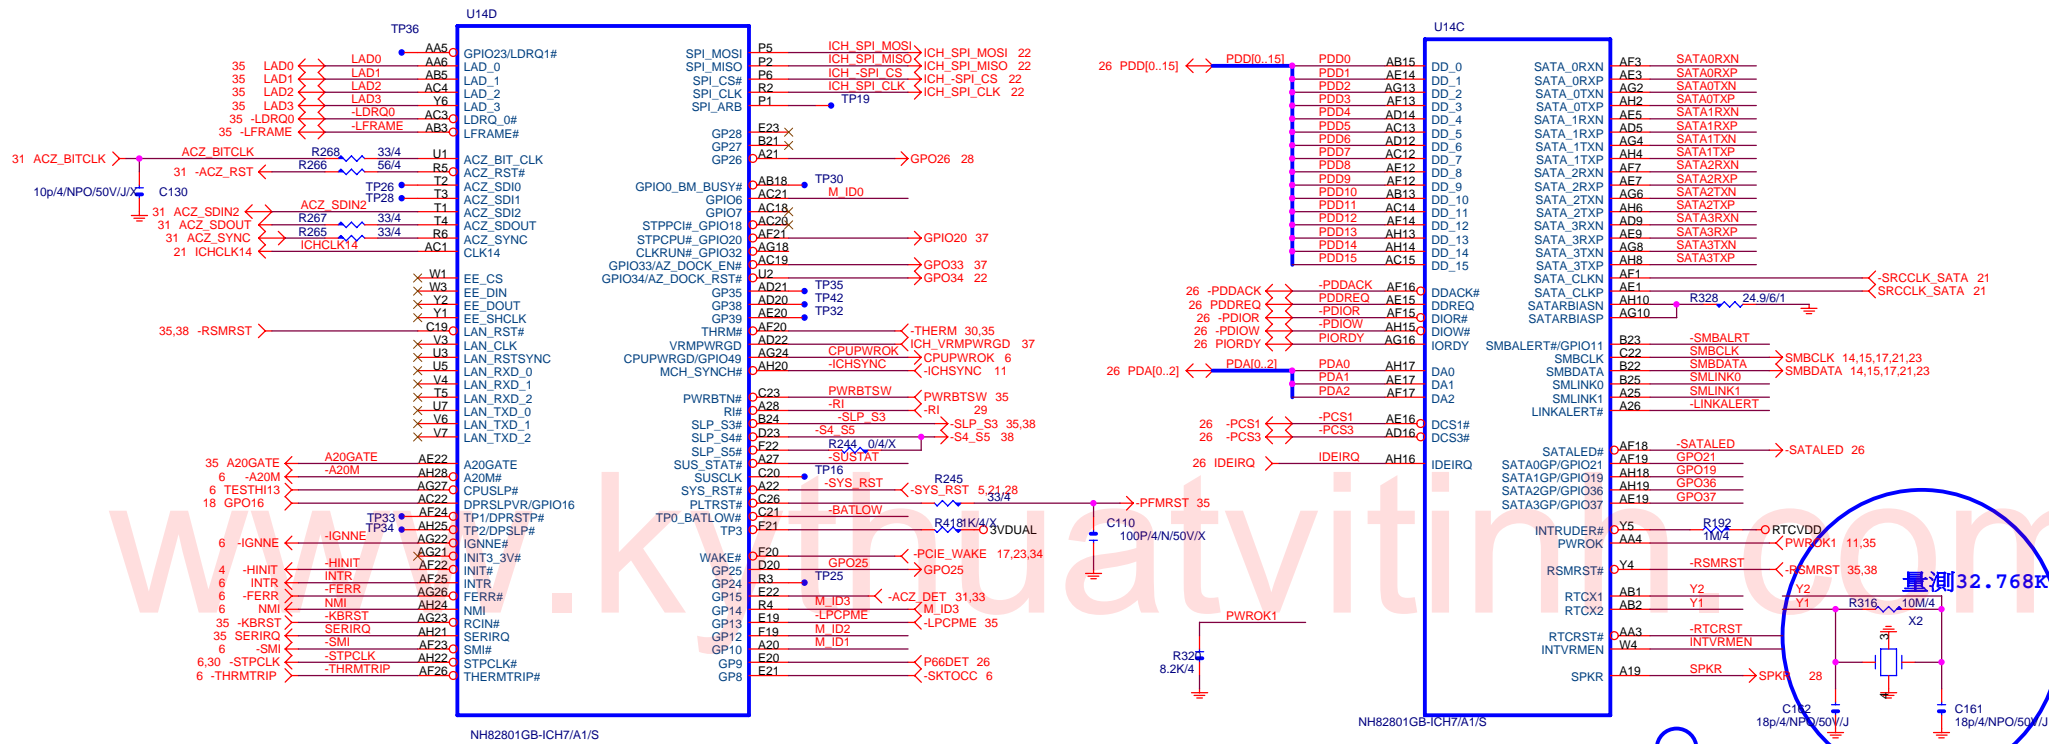 U14D
TP36
AA5 GPIO23/LDRQ1#
35 LAD0 LAD0 AA6 LAD_0
35 LAD1 LAD1 AB5 LAD_1
35 LAD2 LAD2 AC4 LAD_2
35 LAD3 LAD3 Y6 LAD_3
35 -LDRQ0 -LDRQ0 AC3 LDRQ_0#
35 -LFRAME -LFRAME AB3 LFRAME#
31 ACZ_BITCLK ACZ_BITCLK R268 33/4 U1 ACZ_BIT_CLK
31 -ACZ_RST R266 56/4 R5 ACZ_RST#
10p/4/NPO/50V/J/X C130
TP26 T2 ACZ_SDI0
TP28 T3 ACZ_SDI1
31 ACZ_SDIN2 ACZ_SDIN2 T1 ACZ_SDI2
31 ACZ_SDOUT R267 33/4 T4 ACZ_SDOUT
31 ACZ_SYNC R265 33/4 R6 ACZ_SYNC
21 ICHCLK14 ICHCLK14 AC1 CLK14
W1 EE_CS
W3 EE_DIN
Y2 EE_DOUT
Y1 EE_SHCLK
35,38 -RSMRST C19 LAN_RST#
V3 LAN_CLK
U3 LAN_RSTSYNC
U5 LAN_RXD_0
V4 LAN_RXD_1
T5 LAN_RXD_2
U7 LAN_TXD_0
V6 LAN_TXD_1
V7 LAN_TXD_2
35 A20GATE A20GATE AE22 A20GATE
6 -A20M -A20M AH28 A20M#
6 TESTHI13 AG27 CPUSLP#
18 GPO16 AC22 DPRSLPVR/GPIO16
TP33 AF24 TP1/DPRSTP#
TP34 AH25 TP2/DPSLP#
6 -IGNNE -IGNNE AG22 IGNNE#
AG21 INIT3_3V#
4 -HINIT -HINIT AF22 INIT#
6 INTR INTR AF25 INTR
6 -FERR -FERR AG26 FERR#
6 NMI NMI AH24 NMI
35 -KBRST -KBRST AG23 RCIN#
35 SERIRQ SERIRQ AH21 SERIRQ
6 -SMI -SMI AF23 SMI#
6,30 -STPCLK -STPCLK AH22 STPCLK#
6 -THRMTRIP -THRMTRIP AF26 THERMTRIP#
SPI_MOSI P5 ICH_SPI_MOSI ICH_SPI_MOSI 22
SPI_MISO P2 ICH_SPI_MISO ICH_SPI_MISO 22
SPI_CS# P6 ICH_-SPI_CS ICH_-SPI_CS 22
SPI_CLK R2 ICH_SPI_CLK ICH_SPI_CLK 22
SPI_ARB P1 TP19
GP28 E23
GP27 B21
GP26 A21 GPO26 28
GPIO0_BM_BUSY# AB18 TP30
GPIO6 AC21 M_ID0
GPIO7 AC18
STPPCI#_GPIO18 AC20
STPCPU#_GPIO20 AF21 GPIO20 37
CLKRUN#_GPIO32 AG18
GPIO33/AZ_DOCK_EN# AC19 GPO33 37
GPIO34/AZ_DOCK_RST# U2 GPO34 22
GP35 AD21 TP35
GP38 AD20 TP42
GP39 AE20 TP32
THRM# AF20 -THERM 30,35
VRMPWRGD AD22 ICH_VRMPWRGD 37
CPUPWRGD/GPIO49 AG24 CPUPWROK CPUPWROK 6
MCH_SYNCH# AH20 -ICHSYNC -ICHSYNC 11
PWRBTN# C23 PWRBTSW PWRBTSW 35
RI# A28 -RI -RI 29
SLP_S3# B24 -SLP_S3 -SLP_S3 35,38
SLP_S4# D23 -S4_S5 -S4_S5 38
SLP_S5# F22 R244 0/4/X
SUS_STAT# A27 -SUSTAT
SUSCLK C20 TP16
SYS_RST# A22 -SYS_RST -SYS_RST 5,21,28
PLTRST# C26 R245 33/4 -PFMRST 35
TP0_BATLOW# C21 -BATLOW
TP3 F21 R418 1K/4/X 3VDUAL
C110
100P/4/N/50V/X
WAKE# F20 -PCIE_WAKE 17,23,34
GP25 D20 GPO25 GPO25
GP24 R3 TP25
GP15 E22 -ACZ_DET 31,33
GP14 R4 M_ID3 M_ID3
GP13 E19 -LPCPME -LPCPME 35
GP12 F19 M_ID2
GP10 A20 M_ID1
GP9 E20 P66DET 26
GP8 E21 -SKTOCC 6
NH82801GB-ICH7/A1/S
U14C
26 PDD[0..15] PDD[0..15]
PDD0 AB15 DD_0
PDD1 AE14 DD_1
PDD2 AG13 DD_2
PDD3 AF13 DD_3
PDD4 AD14 DD_4
PDD5 AC13 DD_5
PDD6 AD12 DD_6
PDD7 AC12 DD_7
PDD8 AE12 DD_8
PDD9 AF12 DD_9
PDD10 AB13 DD_10
PDD11 AC14 DD_11
PDD12 AF14 DD_12
PDD13 AH13 DD_13
PDD14 AH14 DD_14
PDD15 AC15 DD_15
26 -PDDACK -PDDACK AF16 DDACK#
26 PDDREQ PDDREQ AE15 DDREQ
26 -PDIOR -PDIOR AF15 DIOR#
26 -PDIOW -PDIOW AH15 DIOW#
26 PIORDY PIORDY AG16 IORDY
26 PDA[0..2] PDA[0..2]
PDA0 AH17 DA0
PDA1 AE17 DA1
PDA2 AF17 DA2
26 -PCS1 -PCS1 AE16 DCS1#
26 -PCS3 -PCS3 AD16 DCS3#
26 IDEIRQ IDEIRQ AH16 IDEIRQ
PWROK1
8.2K/4
SATA_0RXN AF3 SATA0RXN
SATA_0RXP AE3 SATA0RXP
SATA_0TXN AG2 SATA0TXN
SATA_0TXP AH2 SATA0TXP
SATA_1RXN AE5 SATA1RXN
SATA_1RXP AD5 SATA1RXP
SATA_1TXN AG4 SATA1TXN
SATA_1TXP AH4 SATA1TXP
SATA_2RXN AF7 SATA2RXN
SATA_2RXP AE7 SATA2RXP
SATA_2TXN AG6 SATA2TXN
SATA_2TXP AH6 SATA2TXP
SATA_3RXN AD9 SATA3RXN
SATA_3RXP AE9 SATA3RXP
SATA_3TXN AG8 SATA3TXN
SATA_3TXP AH8 SATA3TXP
SATA_CLKN AF1 -SRCCLK_SATA 21
SATA_CLKP AE1 SRCCLK_SATA 21
SATARBIASN AH10 R328 24.9/6/1
SATARBIASP AG10
SMBALERT#/GPIO11 B23 -SMBALRT
SMBCLK C22 SMBCLK SMBCLK 14,15,17,21,23
SMBDATA B22 SMBDATA SMBDATA 14,15,17,21,23
SMLINK0 B25 SMLINK0
SMLINK1 A25 SMLINK1
LINKALERT# A26 -LINKALERT
SATALED# AF18 -SATALED -SATALED 26
SATA0GP/GPIO21 AF19 GPO21
SATA1GP/GPIO19 AH18 GPO19
SATA2GP/GPIO36 AH19 GPO36
SATA3GP/GPIO37 AE19 GPO37
INTRUDER# Y5 R192 1M/4 RTCVDD
PWROK AA4 PWROK1 11,35
RSMRST# Y4 -RSMRST -RSMRST 35,38
RTCX1 AB1 Y2 Y2
RTCX2 AB2 Y1 Y1
RTCRST# AA3 -RTCRST
INTVRMEN W4 INTVRMEN
SPKR A19 SPKR SPKR 28
量測32.768K
R316 10M/4
X2
3
4
C162
18p/4/NPO/50V/J
C161
18p/4/NPO/50V/J
NH82801GB-ICH7/A1/S
www.kythuatvitinh.com